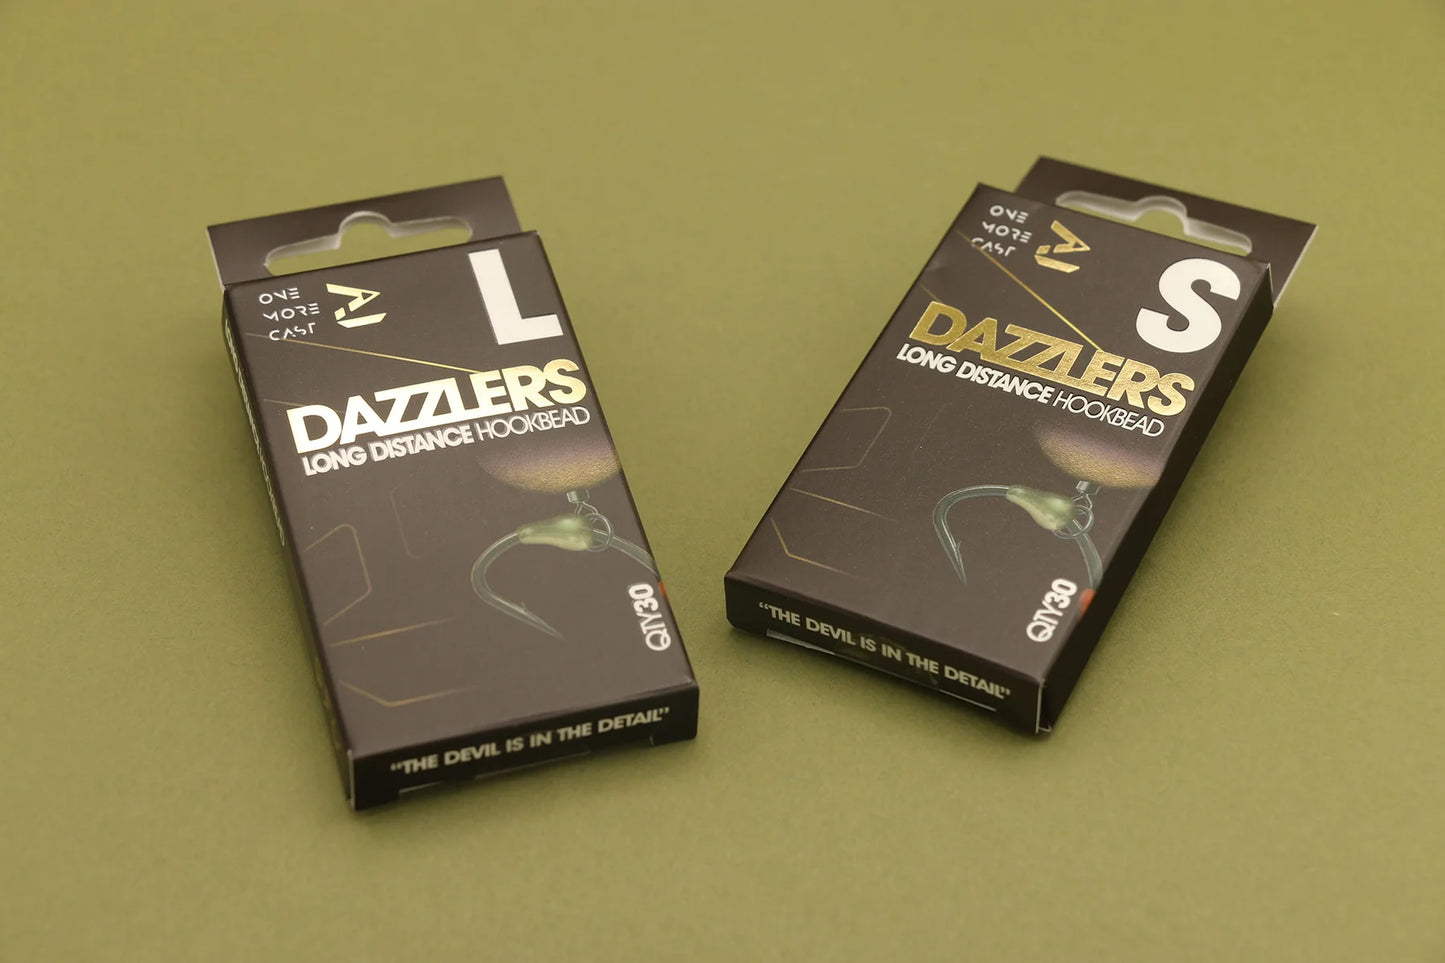 ONE
MORE
CAST
L
DAZZLERS
LONG DISTANCE HOOKBEAD
QTY30
“THE DEVIL IS IN THE DETAIL”
ONE
MORE
CAST
S
DAZZLERS
LONG DISTANCE HOOKBEAD
QTY30
“THE DEVIL IS IN THE DETAIL”